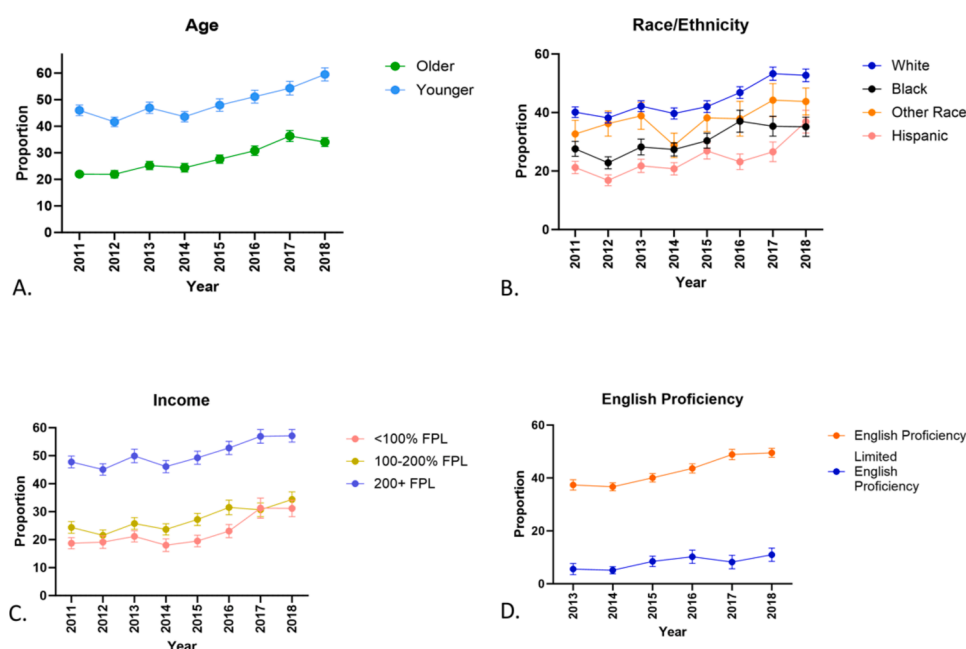 Age
Proportion
60
50
40
30
20
10
0
2011
2012
2013
2014
2015
2016
2017
2018
Year
Older
Younger
A.
Race/Ethnicity
Proportion
60
40
20
0
2011
2012
2013
2014
2015
2016
2017
2018
Year
White
Black
Other Race
Hispanic
B.
Income
Proportion
60
50
40
30
20
10
0
2011
2012
2013
2014
2015
2016
2017
2018
Year
<100% FPL
100-200% FPL
200+ FPL
C.
English Proficiency
Proportion
60
40
20
0
2013
2014
2015
2016
2017
2018
Year
English Proficiency
Limited
English
Proficiency
D.